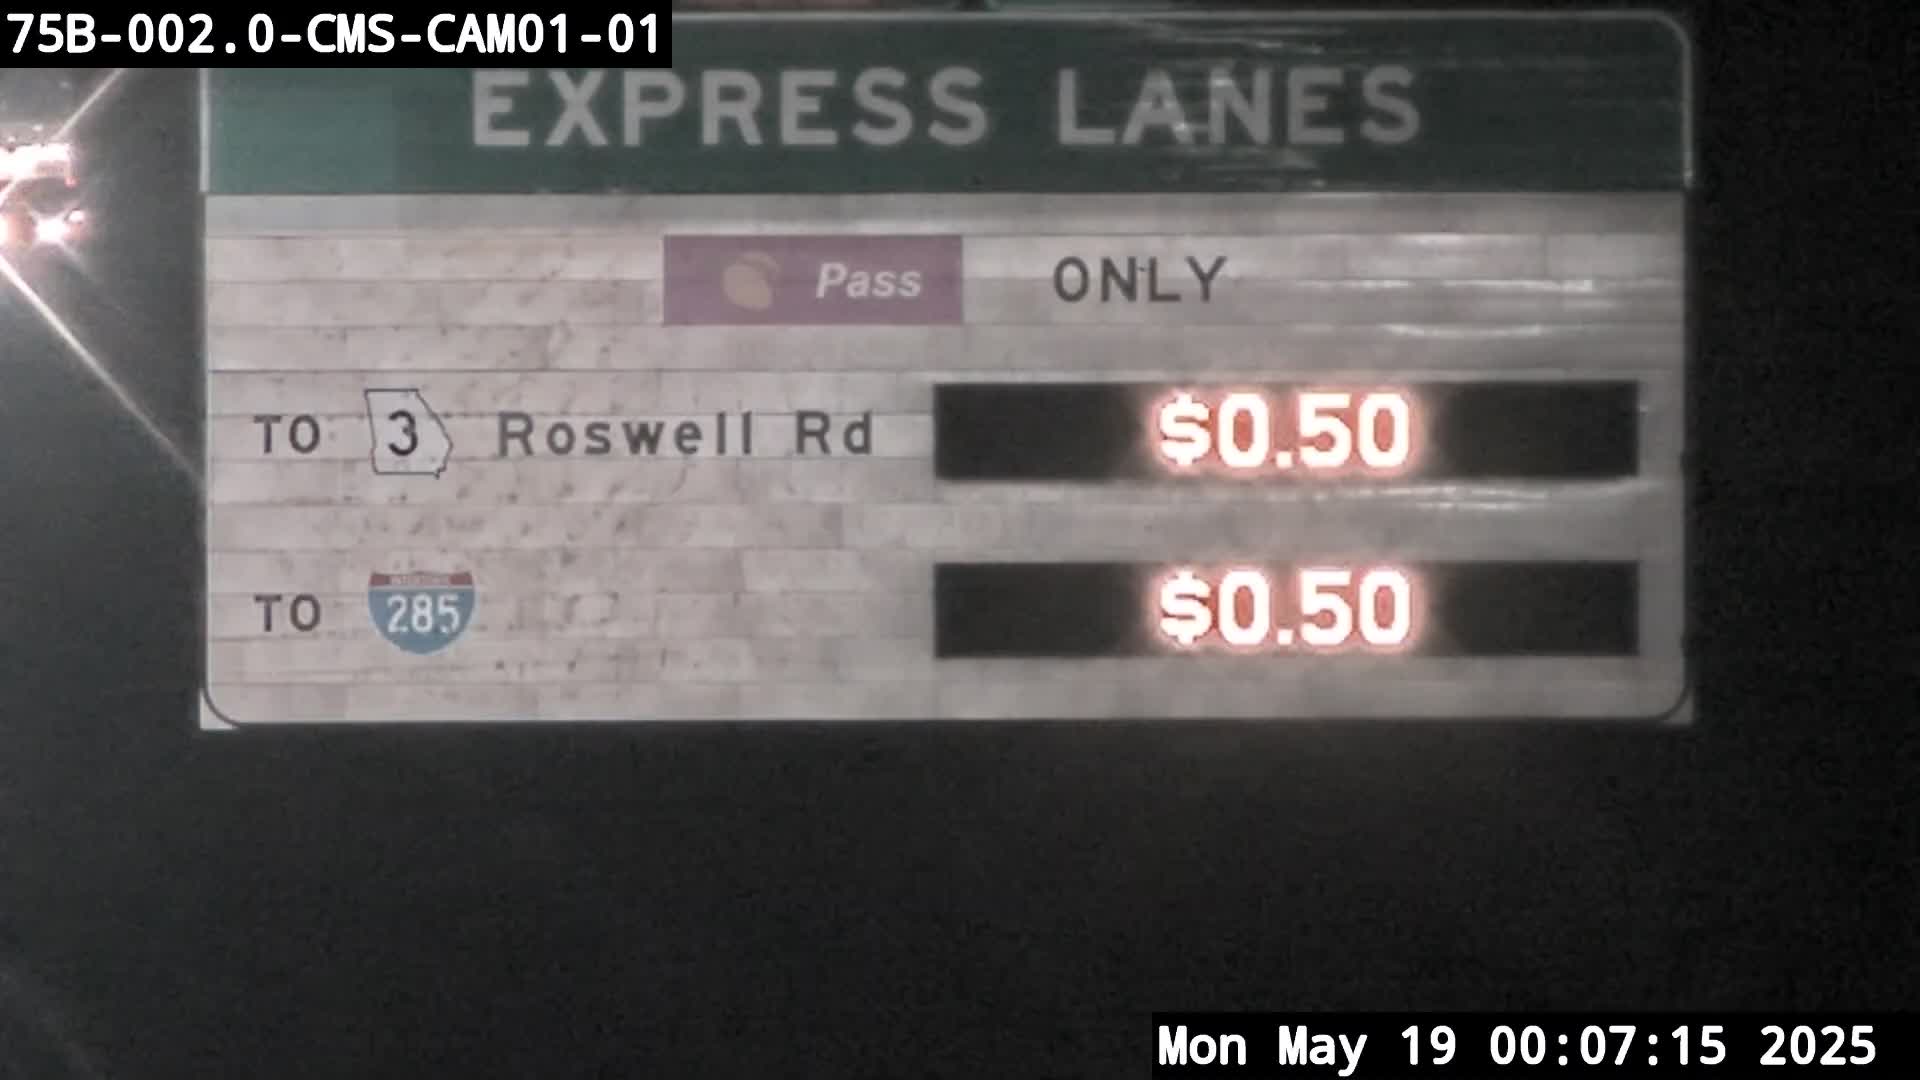 75B-002.0-CMS-CAM01-01
EXPRESS LANES
Pass ONLY
TO 3 Roswell Rd $0.50
INTERSTATE
TO 285 $0.50
Mon May 19 00:07:15 2025